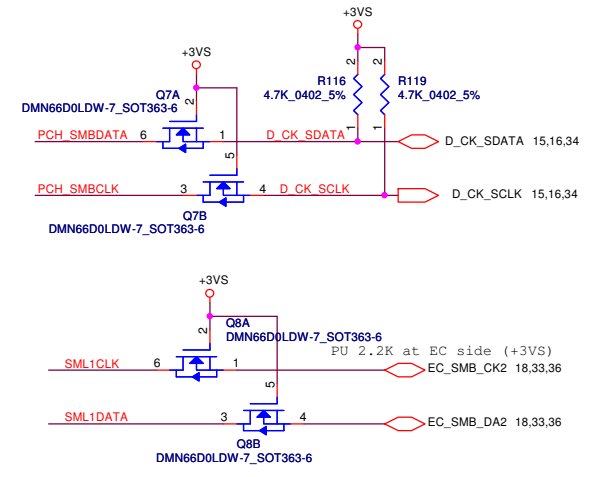 +3VS
+3VS
Q7A
DMN66D0LDW-7_SOT363-6
R116
4.7K_0402_5%
R119
4.7K_0402_5%
2
2
2
1
1
PCH_SMBDATA 6
1 D_CK_SDATA
D_CK_SDATA 15,16,34
5
PCH_SMBCLK 3
4 D_CK_SCLK
D_CK_SCLK 15,16,34
Q7B
DMN66D0LDW-7_SOT363-6
+3VS
2
Q8A
DMN66D0LDW-7_SOT363-6
PU 2.2K at EC side (+3VS)
SML1CLK 6
1
EC_SMB_CK2 18,33,36
5
SML1DATA 3
4
EC_SMB_DA2 18,33,36
Q8B
DMN66D0LDW-7_SOT363-6